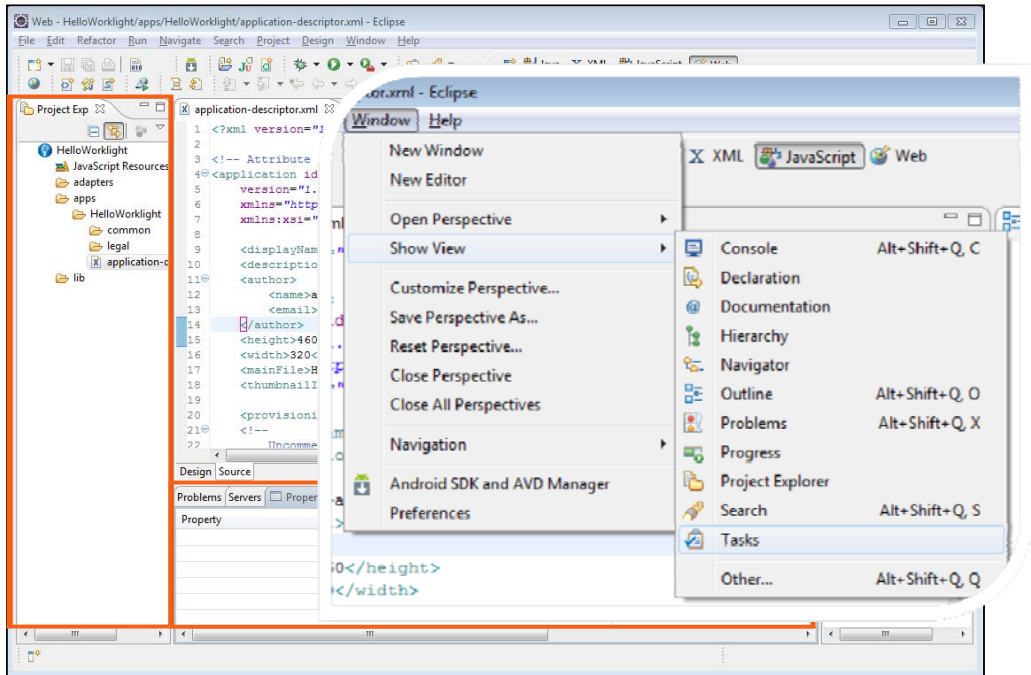 Web - HelloWorklight/apps/HelloWorklight/application-descriptor.xml - Eclipse
File Edit Refactor Run Navigate Search Project Design Window Help
Project Exp
HelloWorklight
JavaScript Resources
adapters
apps
HelloWorklight
common
legal
application-d
lib
application-descriptor.xml
1 <?xml version="1
2
3 <!-- Attribute
4 <application id
5 version="1.
6 xmlns="http
7 xmlns:xsi="
8
9 <displayNam
10 <descriptio
11 <author>
12 <name>a
13 <email>
14 </author>
15 <height>460
16 <width>320<
17 <mainFile>H
18 <thumbnailI
19
20 <provisioni
21 <!--
22 Uncomme
Design Source
Problems Servers Proper
Property
tor.xml - Eclipse
Window Help
New Window
New Editor
Open Perspective
Show View
Customize Perspective...
Save Perspective As...
Reset Perspective...
Close Perspective
Close All Perspectives
Navigation
Android SDK and AVD Manager
Preferences
XML JavaScript Web
Console Alt+Shift+Q, C
Declaration
Documentation
Hierarchy
Navigator
Outline Alt+Shift+Q, O
Problems Alt+Shift+Q, X
Progress
Project Explorer
Search Alt+Shift+Q, S
Tasks
Other... Alt+Shift+Q, Q
0</height>
</width>